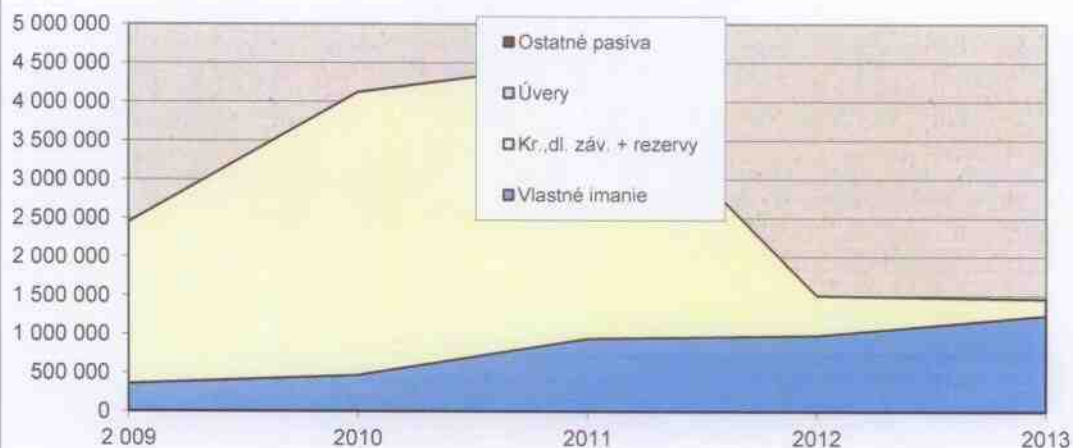 5 000 000
4 500 000
4 000 000
3 500 000
3 000 000
2 500 000
2 000 000
1 500 000
1 000 000
500 000
0
Ostatné pasíva
Úvery
Kr.,dl. záv. + rezervy
Vlastné imanie
2 009 2010 2011 2012 2013